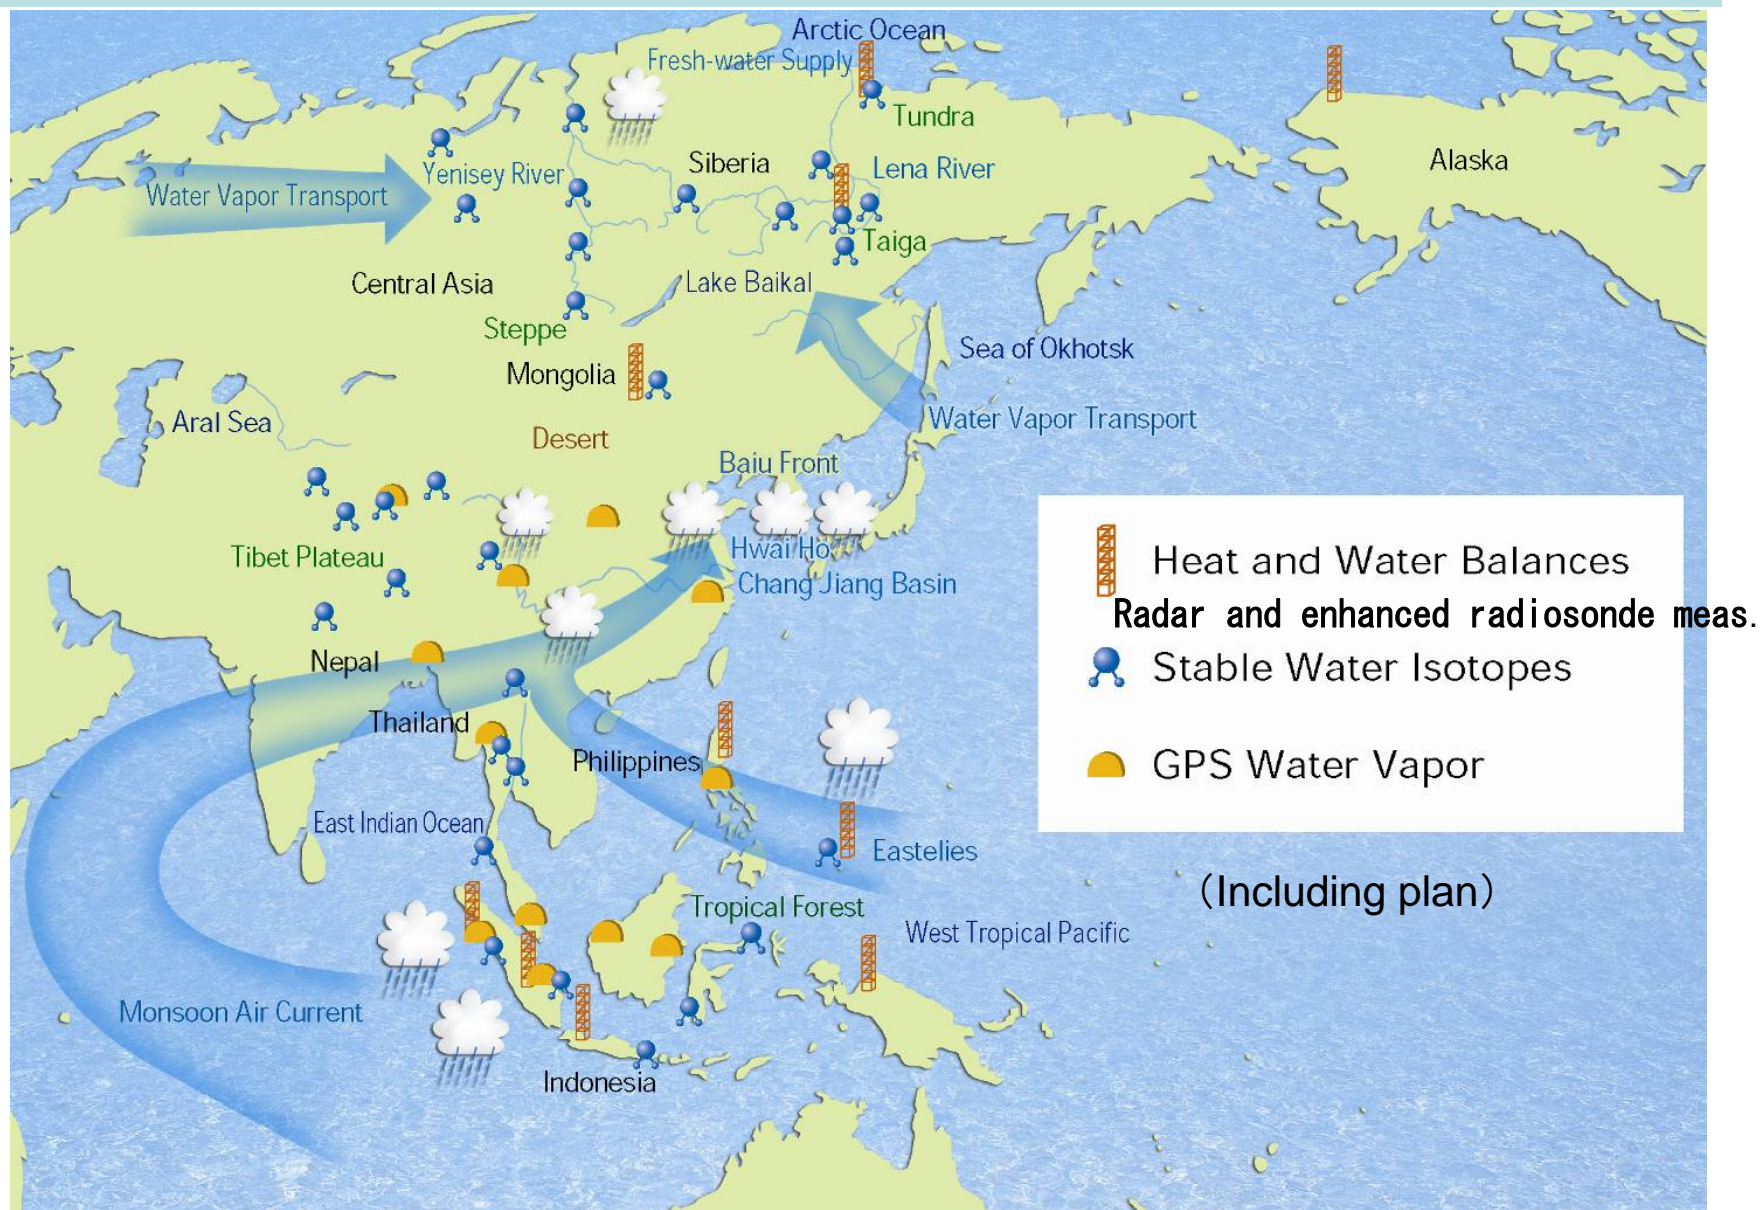 Arctic Ocean
Fresh-water Supply
Tundra
Siberia
Lena River
Alaska
Yenisey River
Water Vapor Transport
Taiga
Central Asia
Lake Baikal
Steppe
Sea of Okhotsk
Mongolia
Aral Sea
Water Vapor Transport
Desert
Baiu Front
Hwai Ho
Tibet Plateau
Chang Jiang Basin
Nepal
Thailand
Philippines
East Indian Ocean
Eastelies
Tropical Forest
West Tropical Pacific
Monsoon Air Current
Indonesia
Heat and Water Balances
Radar and enhanced radiosonde meas.
Stable Water Isotopes
GPS Water Vapor
（Including plan）